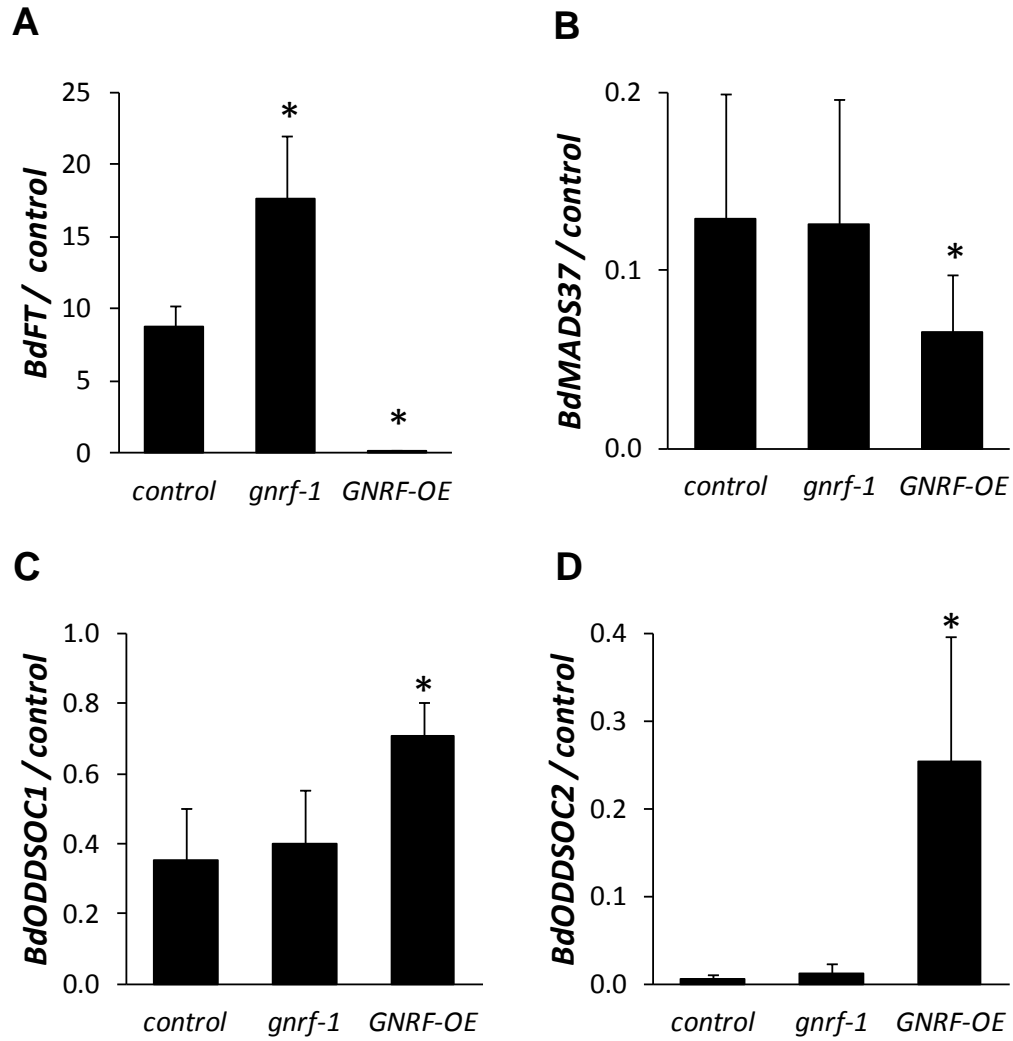 A
BdFT / control
25
20
15
10
5
0
*
*
control gnrf-1 GNRF-OE
B
BdMADS37 / control
0.2
0.1
0.0
*
control gnrf-1 GNRF-OE
C
BdODDSOC1 / control
1.0
0.8
0.6
0.4
0.2
0.0
*
control gnrf-1 GNRF-OE
D
BdODDSOC2 / control
0.4
0.3
0.2
0.1
0.0
*
control gnrf-1 GNRF-OE